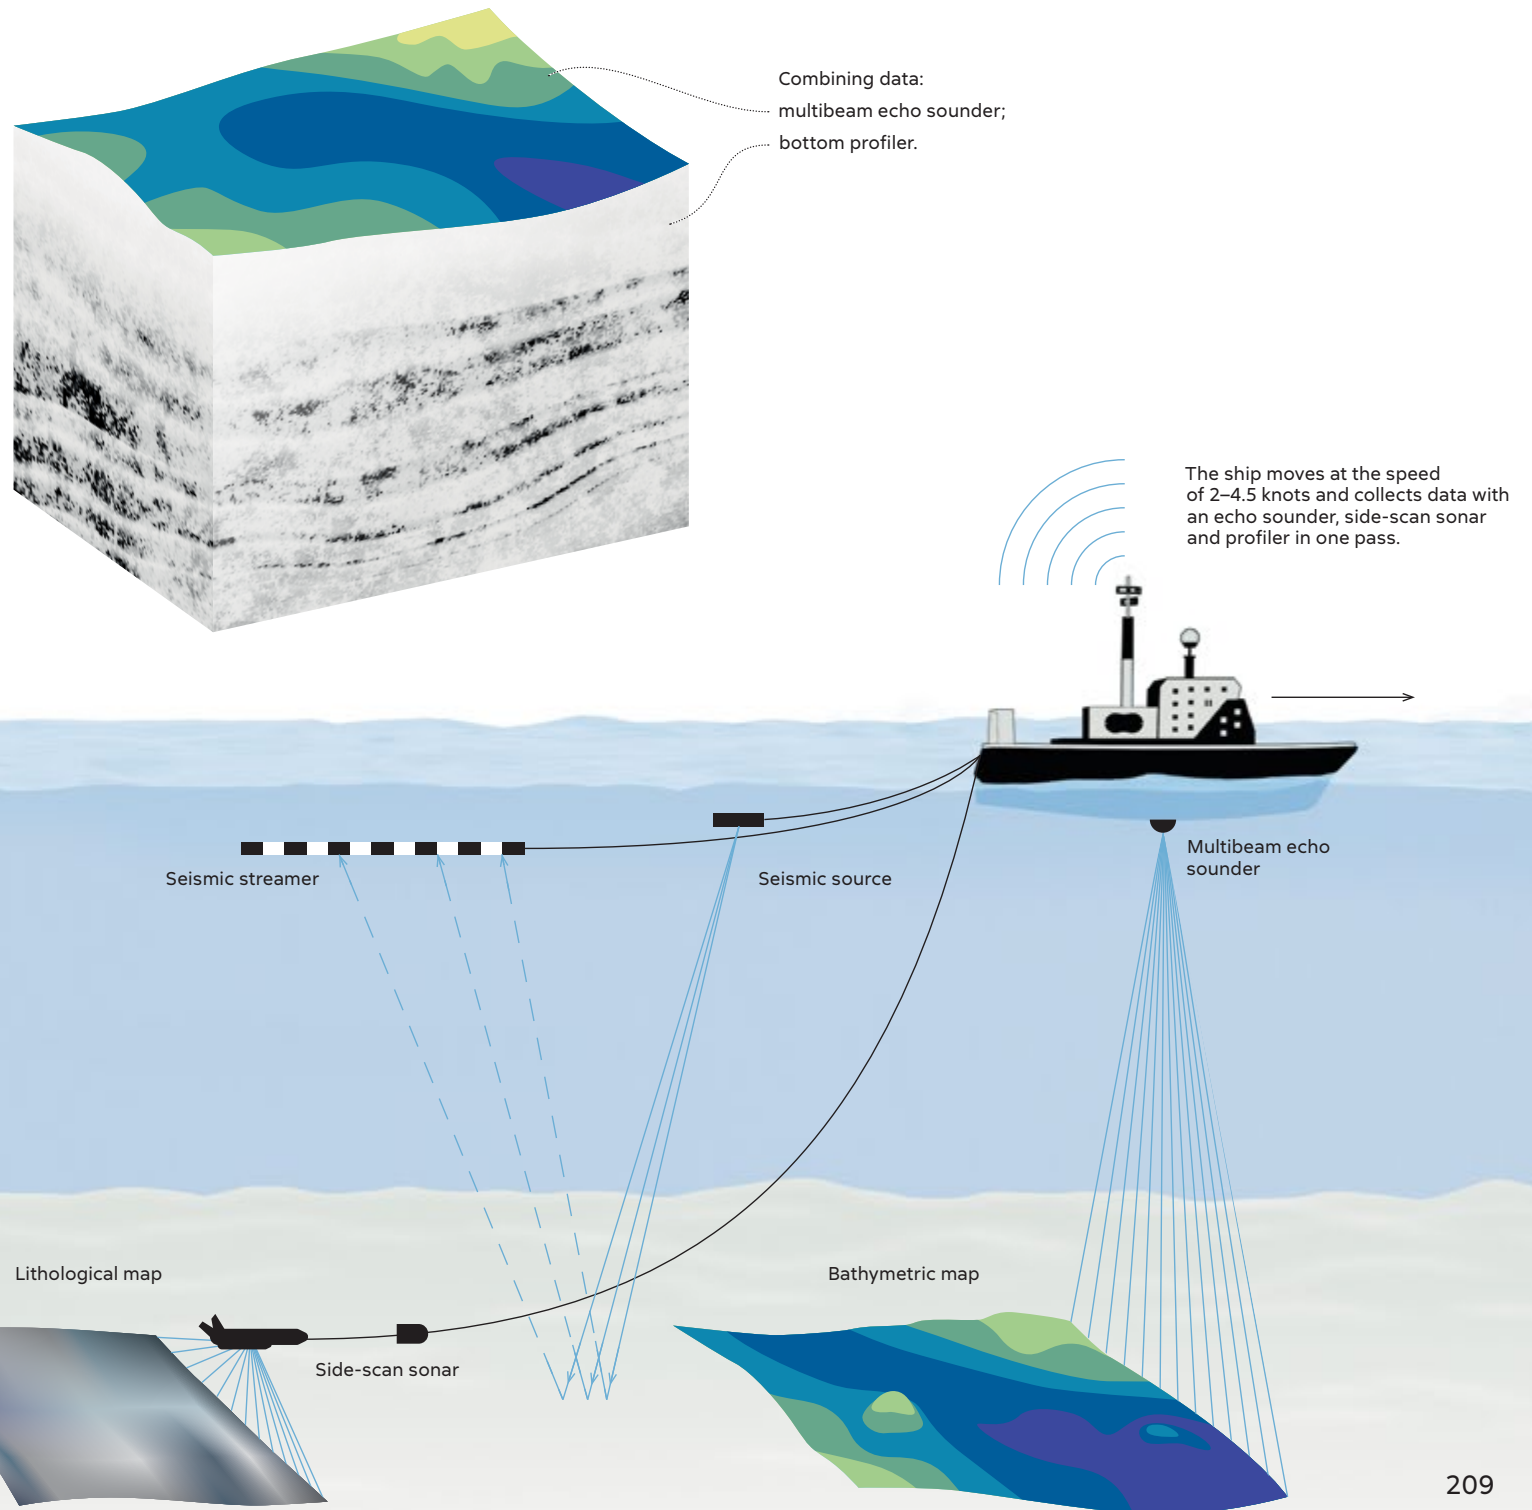 Combining data:
multibeam echo sounder;
bottom profiler.
The ship moves at the speed
of 2–4.5 knots and collects data with
an echo sounder, side-scan sonar
and profiler in one pass.
Multibeam echo
sounder
Seismic streamer
Seismic source
Lithological map
Bathymetric map
Side-scan sonar
209